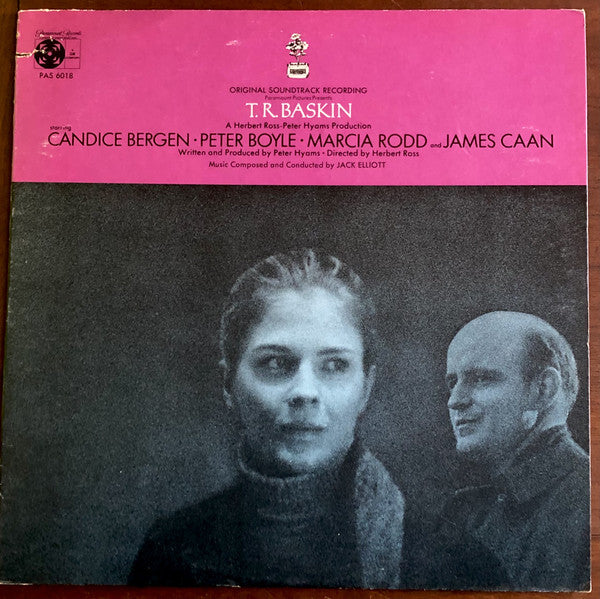 Paramount Records
PAS 6018
ORIGINAL SOUNDTRACK RECORDING
Paramount Pictures Presents
T. R. BASKIN
A Herbert Ross-Peter Hyams Production
starring
CANDICE BERGEN · PETER BOYLE · MARCIA RODD and JAMES CAAN
Written and Produced by Peter Hyams · Directed by Herbert Ross
Music Composed and Conducted by JACK ELLIOTT